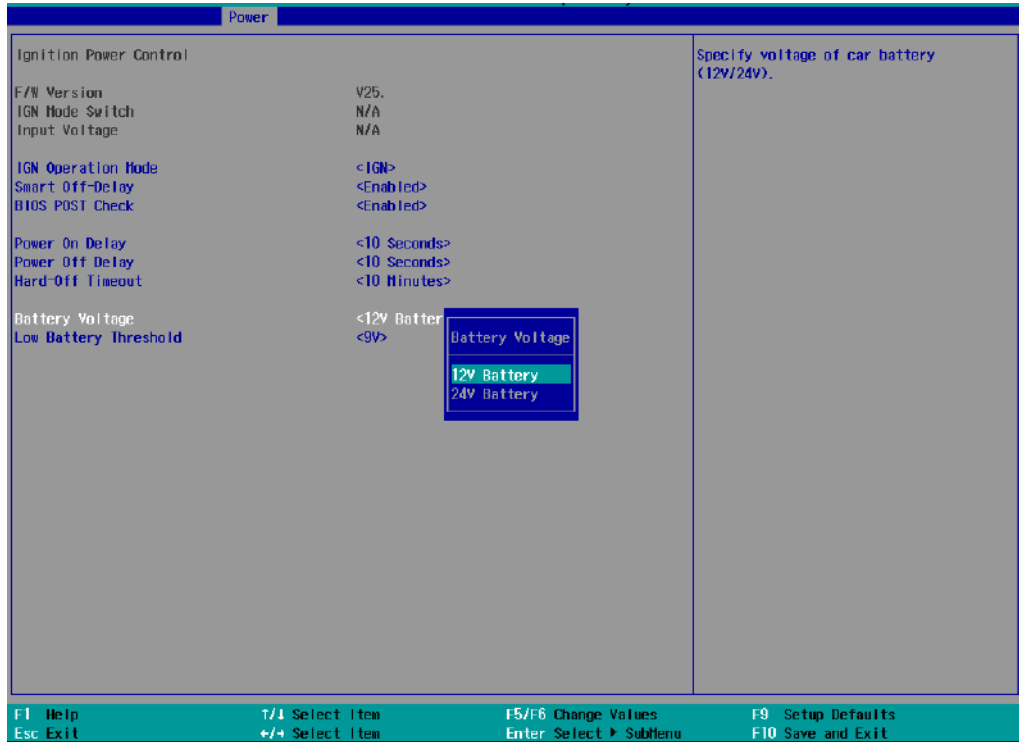 Power
Ignition Power Control
Specify voltage of car battery
(12V/24V).
F/W Version V25.
IGN Mode Switch N/A
Input Voltage N/A
IGN Operation Mode <IGN>
Smart Off-Delay <Enabled>
BIOS POST Check <Enabled>
Power On Delay <10 Seconds>
Power Off Delay <10 Seconds>
Hard-Off Timeout <10 Minutes>
Battery Voltage <12V Batter
Low Battery Threshold <9V>
Battery Voltage
12V Battery
24V Battery
F1 Help ↑/↓ Select Item F5/F6 Change Values F9 Setup Defaults
Esc Exit ←/→ Select Item Enter Select ▶ SubMenu F10 Save and Exit